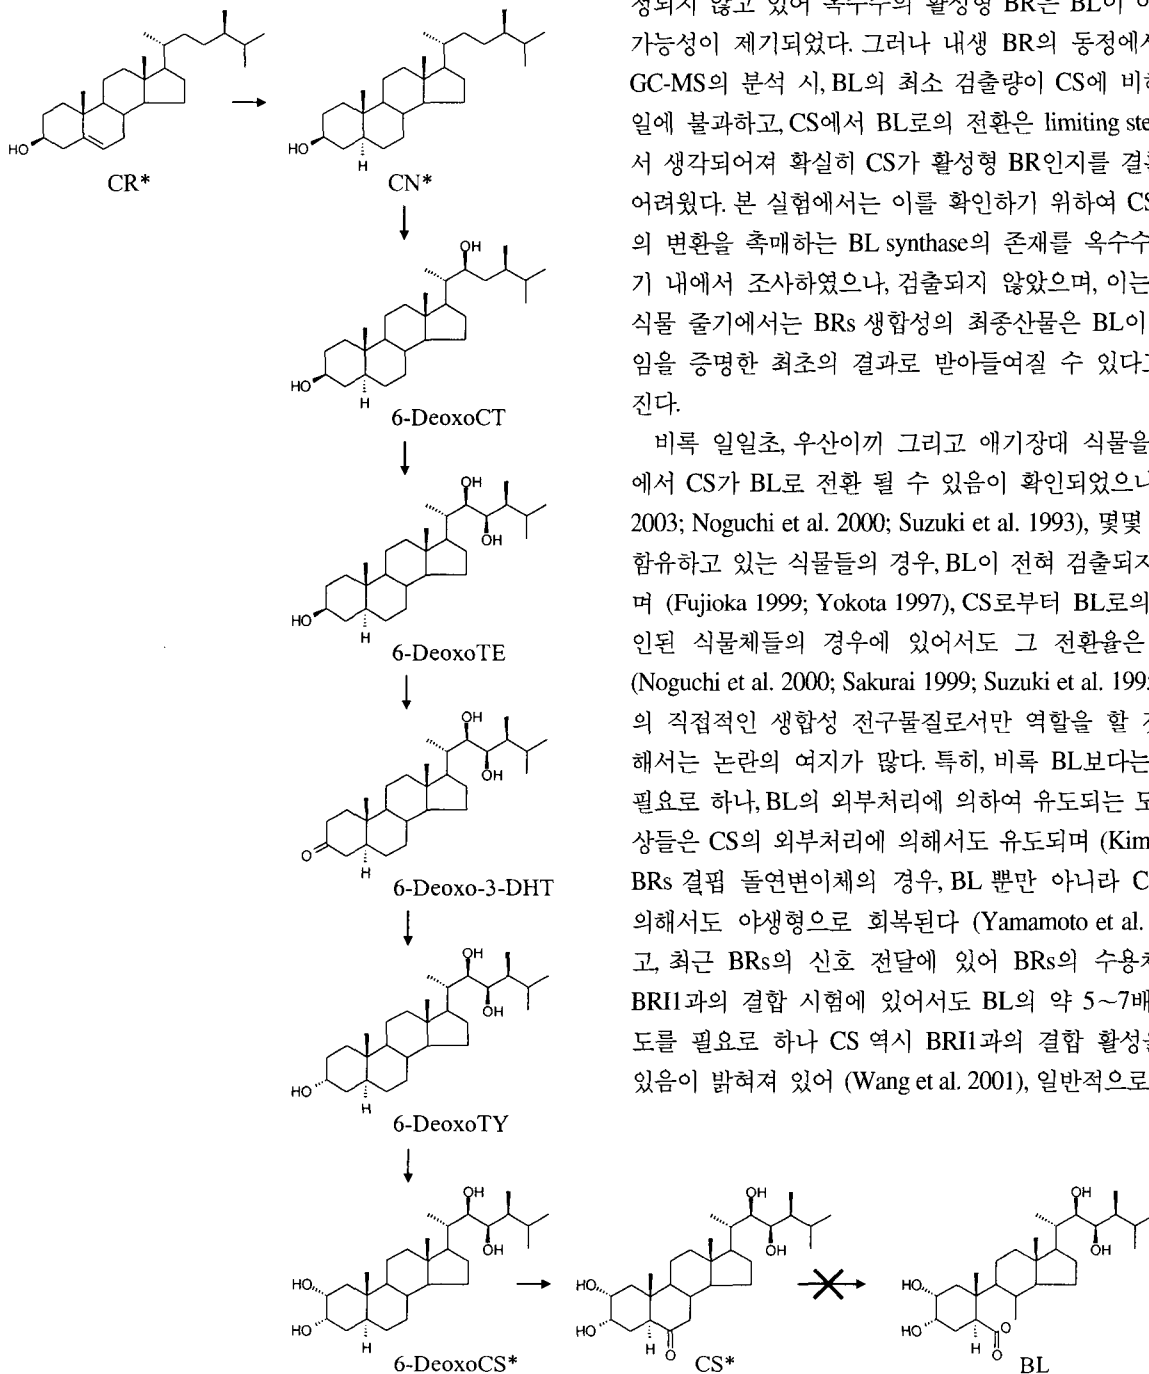 정되지 않고 있어 옥수수의 활성형 BR은 BL이
가능성이 제기되었다. 그러나 내생 BR의 동정에서
GC-MS의 분석 시, BL의 최소 검출량이 CS에
일에 불과하고, CS에서 BL로의 전환은 limiting
서 생각되어져 확실히 CS가 활성형 BR인지를
어려웠다. 본 실험에서는 이를 확인하기 위하여
의 변환을 촉매하는 BL synthase의 존재를
기 내에서 조사하였으나, 검출되지 않았으며, 이는
식물 줄기에서는 BRs 생합성의 최종산물은 BL이
임을 증명한 최초의 결과로 받아들여질 수
진다.
비록 일일초, 우산이끼 그리고 애기장대 식물을
에서 CS가 BL로 전환 될 수 있음이 확인되었으나
2003; Noguchi et al. 2000; Suzuki et al. 1993), 몇몇
함유하고 있는 식물들의 경우, BL이 전혀
며 (Fujioka 1999; Yokota 1997), CS로부터 BL로의
인된 식물체들의 경우에 있어서도 그 전환율은
(Noguchi et al. 2000; Sakurai 1999; Suzuki et al.
의 직접적인 생합성 전구물질로서만 역할을 할
해서는 논란의 여지가 많다. 특히, 비록 BL보다는
필요로 하나, BL의 외부처리에 의하여 유도되는
상들은 CS의 외부처리에 의해서도 유도되며 (Kim
BRs 결핍 돌연변이체의 경우, BL 뿐만 아니라
의해서도 야생형으로 회복된다 (Yamamoto et al.
고, 최근 BRs의 신호 전달에 있어 BRs의
BRI1과의 결합 시험에 있어서도 BL의 약 5~7배
도를 필요로 하나 CS 역시 BRI1과의 결합
있음이 밝혀져 있어 (Wang et al. 2001), 일반적으로
HO
CR*
HO
H
CN*
OH
HO
H
6-DeoxoCT
OH
OH
HO
H
6-DeoxoTE
OH
OH
O
H
6-Deoxo-3-DHT
OH
OH
HO
H
6-DeoxoTY
OH
OH
HO
HO
H
6-DeoxoCS*
OH
OH
HO
HO
H
O
CS*
OH
OH
HO
HO
H
O
O
BL